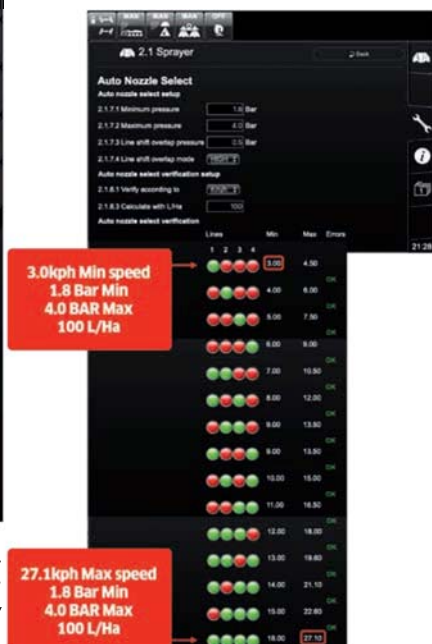 MAN MAN MAN OFF
2.1 Sprayer
Back
Auto Nozzle Select
Auto nozzle select setup
2.1.7.1 Minimum pressure 1.8 Bar
2.1.7.2 Maximum pressure 4.0 Bar
2.1.7.3 Line shift overlap pressure 0.5 Bar
2.1.7.4 Line shift overlap mode HIGH
Auto nozzle select verification setup
2.1.8.1 Verify according to
2.1.8.3 Calculate with L/Ha 100
Auto nozzle select verification
21:28
Lines Min Max Errors
1 2 3 4
3.00 4.50
OK
3.0kph Min speed
1.8 Bar Min
4.0 BAR Max
100 L/Ha
4.00 6.00
OK
5.00 7.50
OK
6.00 9.00
OK
7.00 10.50
OK
8.00 12.00
OK
9.00 13.50
OK
9.00 13.50
OK
10.00 15.00
OK
11.00 16.50
OK
12.00 18.00
OK
13.00 19.60
OK
14.00 21.10
OK
15.00 22.60
OK
18.00 27.10
27.1kph Max speed
1.8 Bar Min
4.0 BAR Max
100 L/Ha